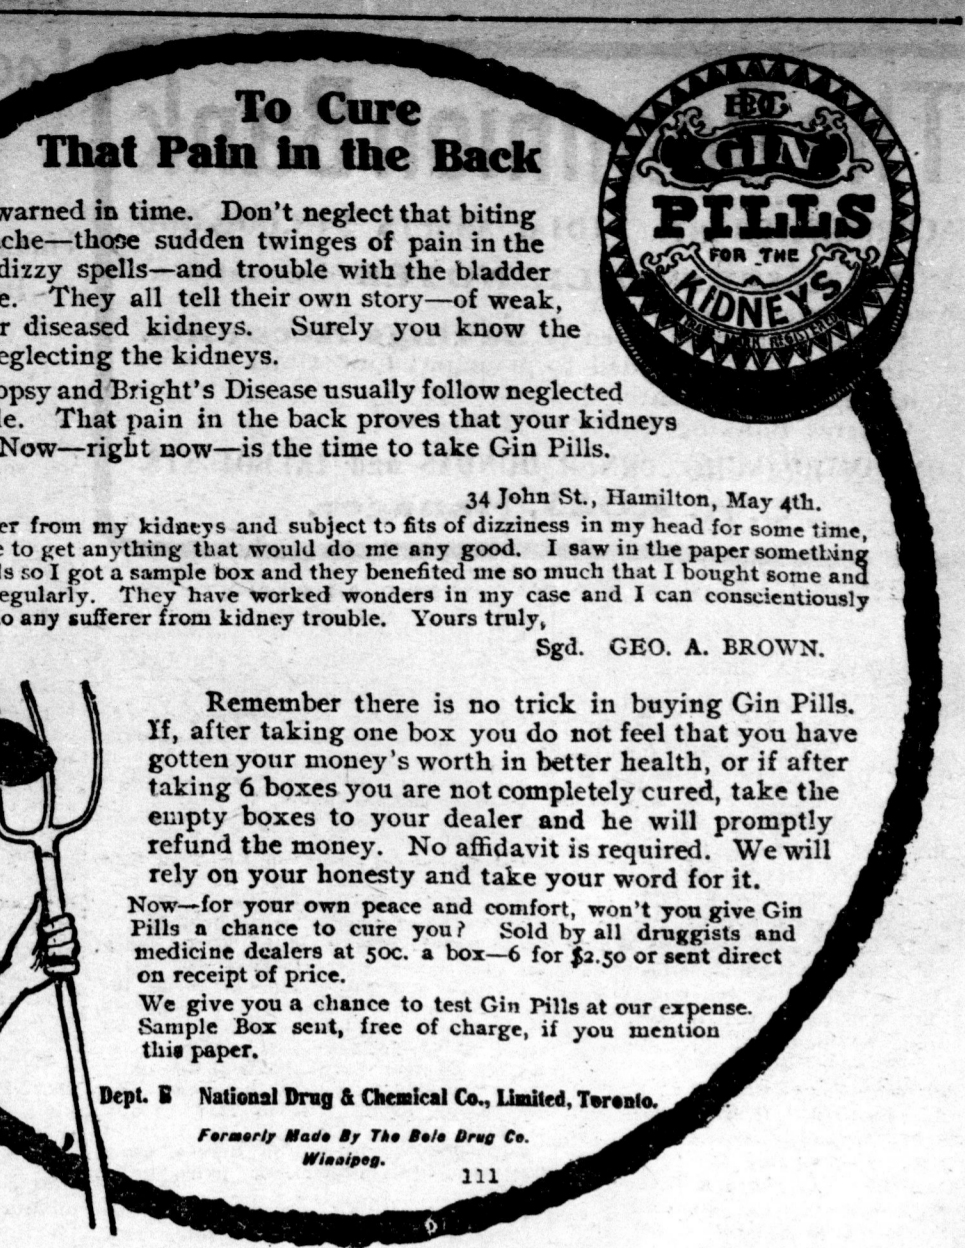 To Cure
That Pain in the Back
GIN
PILLS
FOR THE
KIDNEYS
warned in time. Don't neglect that biting
che—those sudden twinges of pain in the
dizzy spells—and trouble with the bladder
e. They all tell their own story—of weak,
r diseased kidneys. Surely you know the
eglecting the kidneys.
opsy and Bright's Disease usually follow neglected
le. That pain in the back proves that your kidneys
Now—right now—is the time to take Gin Pills.
34 John St., Hamilton, May 4th.
er from my kidneys and subject to fits of dizziness in my head for some time,
e to get anything that would do me any good. I saw in the paper something
ls so I got a sample box and they benefited me so much that I bought some and
egularly. They have worked wonders in my case and I can conscientiously
o any sufferer from kidney trouble. Yours truly,
Sgd. GEO. A. BROWN.
Remember there is no trick in buying Gin Pills.
If, after taking one box you do not feel that you have
gotten your money's worth in better health, or if after
taking 6 boxes you are not completely cured, take the
empty boxes to your dealer and he will promptly
refund the money. No affidavit is required. We will
rely on your honesty and take your word for it.
Now—for your own peace and comfort, won't you give Gin
Pills a chance to cure you? Sold by all druggists and
medicine dealers at 50c. a box—6 for $2.50 or sent direct
on receipt of price.
We give you a chance to test Gin Pills at our expense.
Sample Box sent, free of charge, if you mention
this paper.
Dept. E National Drug & Chemical Co., Limited, Toronto.
Formerly Made By The Bole Drug Co.
Winnipeg.
111